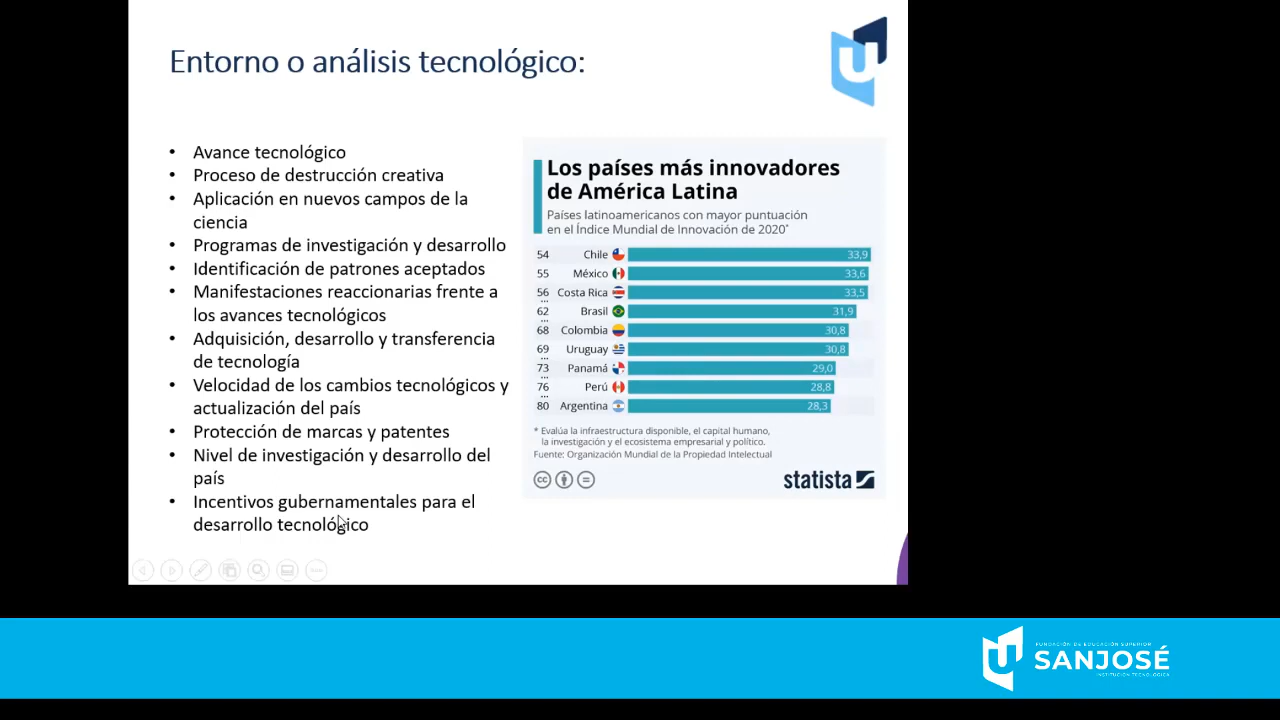 Entorno o análisis tecnológico:
• Avance tecnológico
• Proceso de destrucción creativa
• Aplicación en nuevos campos de la
ciencia
• Programas de investigación y desarrollo
• Identificación de patrones aceptados
• Manifestaciones reaccionarias frente a
los avances tecnológicos
• Adquisición, desarrollo y transferencia
de tecnología
• Velocidad de los cambios tecnológicos y
actualización del país
• Protección de marcas y patentes
• Nivel de investigación y desarrollo del
país
• Incentivos gubernamentales para el
desarrollo tecnológico
Los países más innovadores
de América Latina
Países latinoamericanos con mayor puntuación
en el Índice Mundial de Innovación de 2020*
54 Chile 33,9
55 México 33,6
56 Costa Rica 33,5
...
62 Brasil 31,9
...
68 Colombia 30,8
69 Uruguay 30,8
...
73 Panamá 29,0
...
76 Perú 28,8
...
80 Argentina 28,3
* Evalúa la infraestructura disponible, el capital humano,
la investigación y el ecosistema empresarial y político.
Fuente: Organización Mundial de la Propiedad Intelectual
cc
statista
FUNDACIÓN DE EDUCACIÓN SUPERIOR
SANJOSÉ
INSTITUCIÓN TECNOLÓGICA